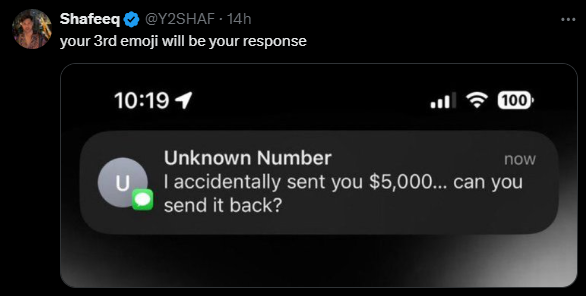 Shafeeq @Y2SHAF · 14h
your 3rd emoji will be your response
10:19 100
Unknown Number now
U
I accidentally sent you $5,000... can you
send it back?